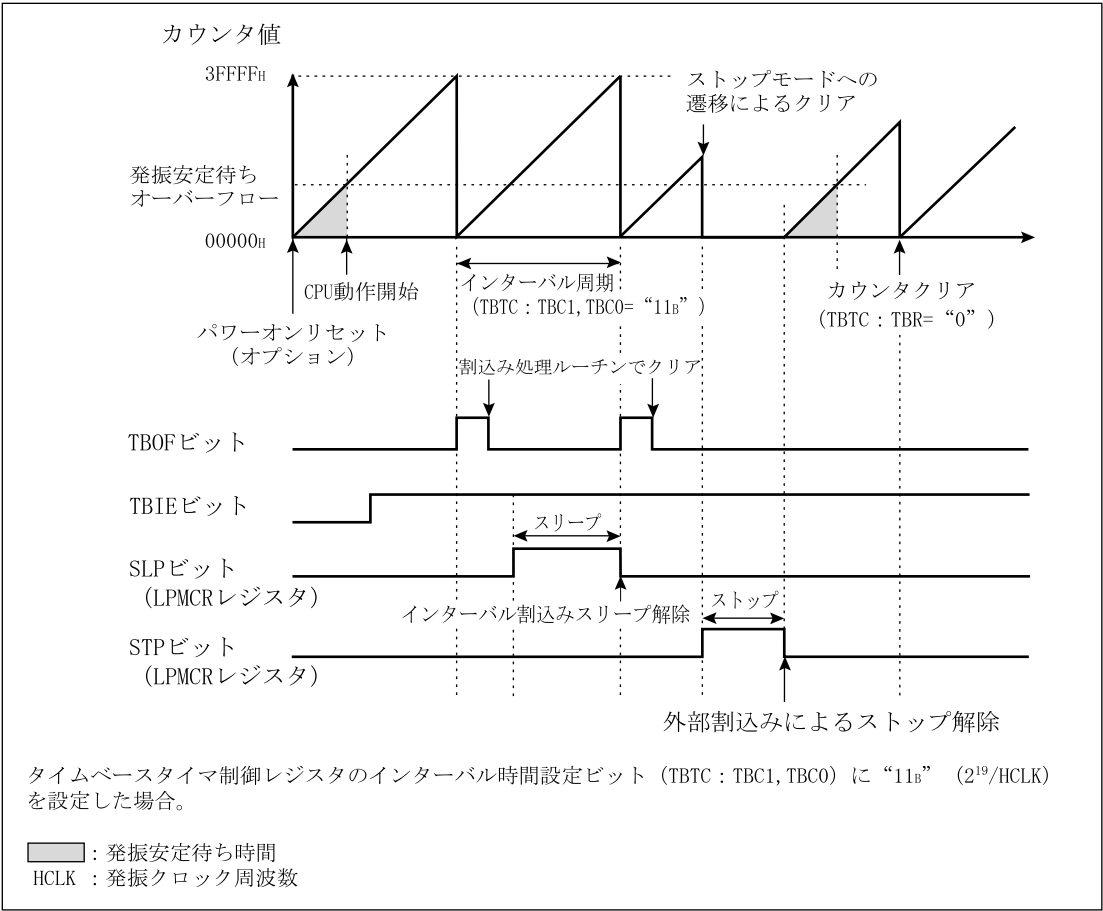 カウンタ値
3FFFFH
ストップモードへの
遷移によるクリア
発振安定待ち
オーバーフロー
00000H
CPU動作開始
インターバル周期
(TBTC：TBC1,TBC0=“11B”)
カウンタクリア
(TBTC：TBR=“0”)
パワーオンリセット
(オプション)
割込み処理ルーチンでクリア
TBOFビット
TBIEビット
スリープ
SLPビット
(LPMCRレジスタ)
インターバル割込みスリープ解除
ストップ
STPビット
(LPMCRレジスタ)
外部割込みによるストップ解除
タイムベースタイマ制御レジスタのインターバル時間設定ビット (TBTC：TBC1,TBC0) に “11B” (2¹⁹/HCLK)
を設定した場合。
：発振安定待ち時間
HCLK ：発振クロック周波数